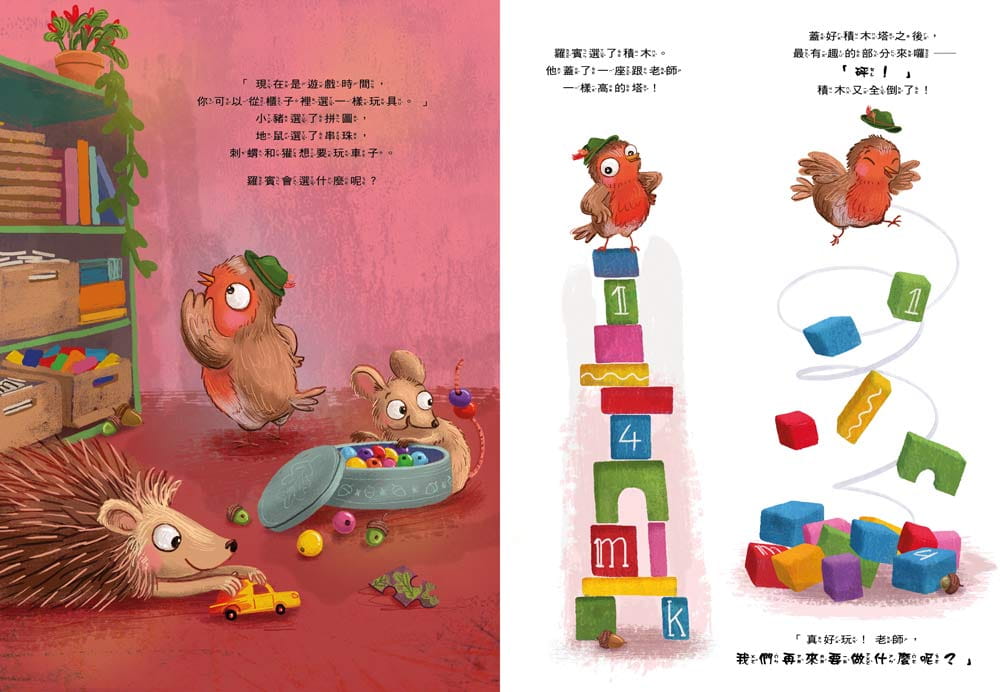 「現在是遊戲時間，
你可以從櫃子裡選一樣玩具。」
小豬選了拼圖，
地鼠選了串珠，
刺蝟和獾想要玩車子。
羅賓會選什麼呢？
羅賓選了積木。
他蓋了一座跟老師
一樣高的塔！
蓋好積木塔之後，
最有趣的部分來囉──
「砰！」
積木又全倒了！
1
4
m
k
1
m
4
「真好玩！老師，
我們再來要做什麼呢？」